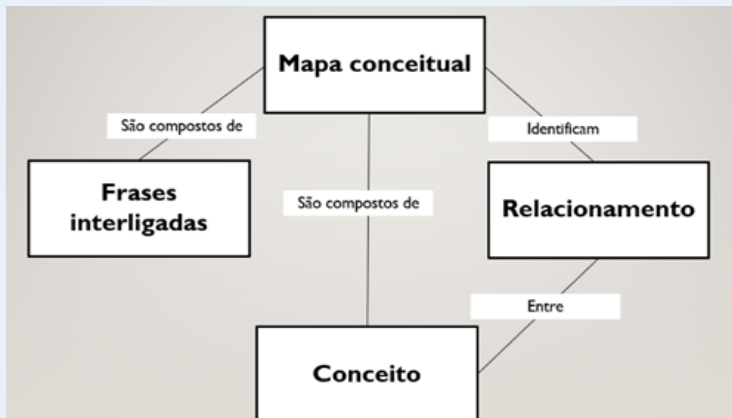 Mapa conceitual
São compostos de
Identificam
Frases
interligadas
São compostos de
Relacionamento
Entre
Conceito